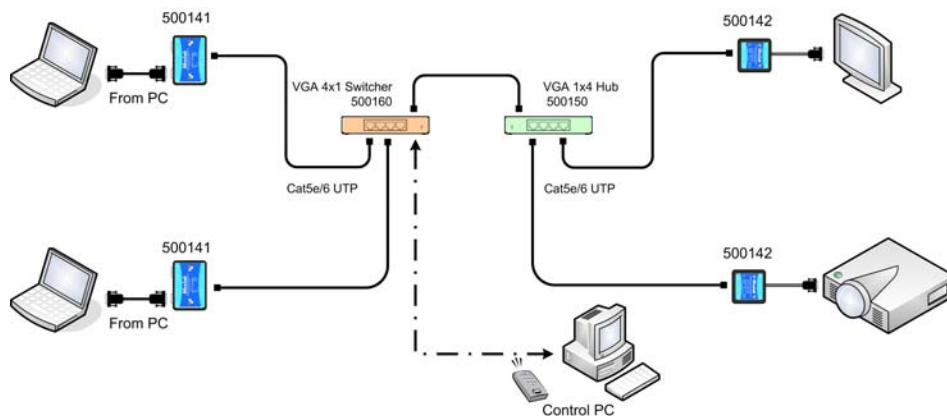 500141
500142
From PC
VGA 4x1 Switcher
500160
VGA 1x4 Hub
500150
Cat5e/6 UTP
Cat5e/6 UTP
500141
500142
From PC
Control PC